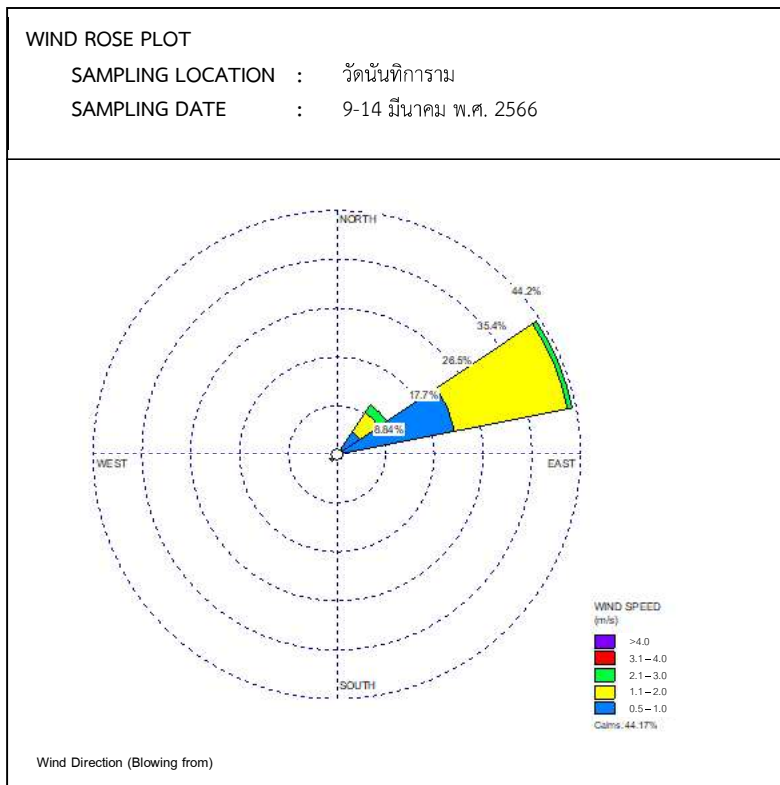 WIND ROSE PLOT
SAMPLING LOCATION : วัดนันทิการาม
SAMPLING DATE : 9-14 มีนาคม พ.ศ. 2566
NORTH
44.2%
35.4%
26.5%
17.7%
8.84%
WEST
EAST
SOUTH
WIND SPEED
(m/s)
>4.0
3.1–4.0
2.1–3.0
1.1–2.0
0.5–1.0
Calms: 44.17%
Wind Direction (Blowing from)